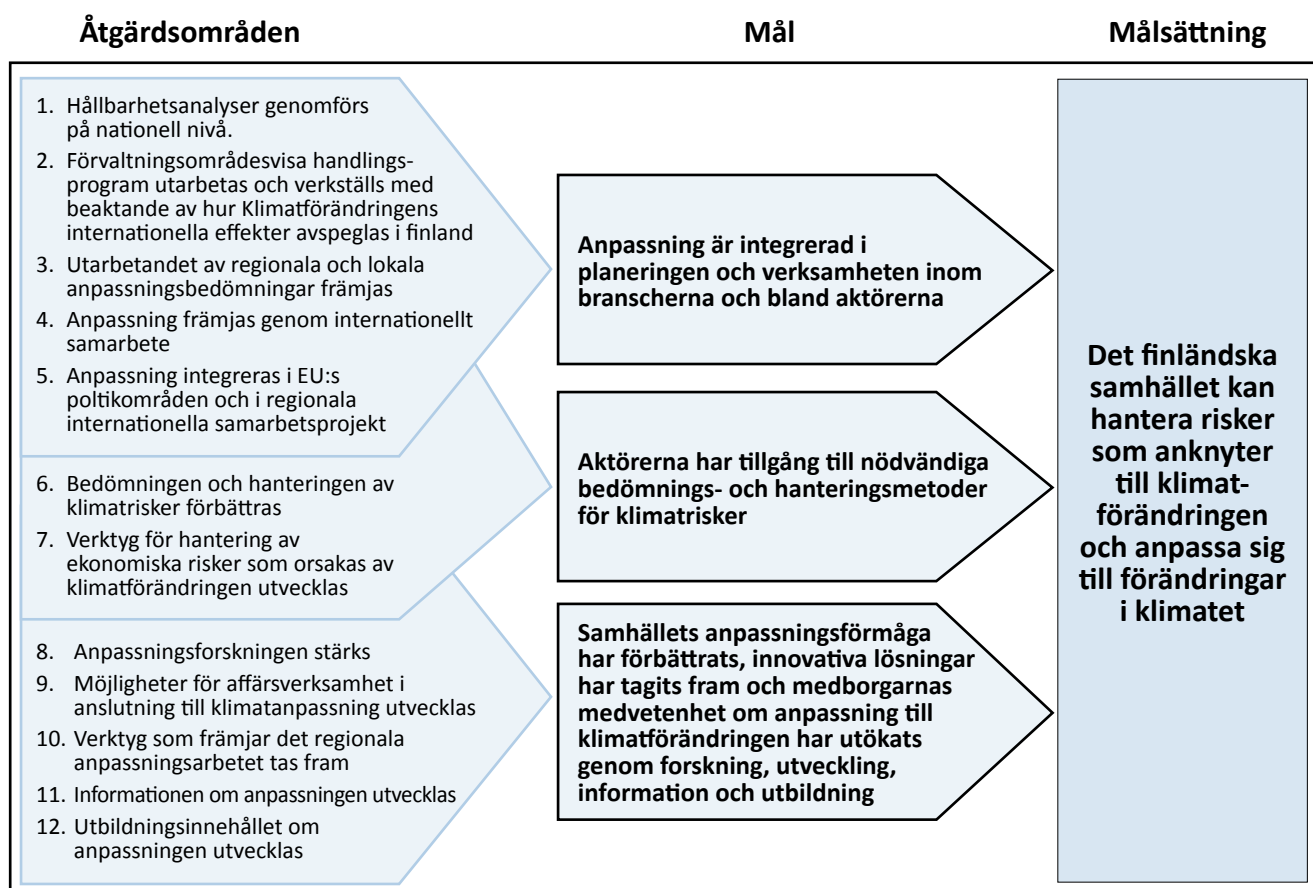 Åtgärdsområden
Mål
Målsättning
1. Hållbarhetsanalyser genomförs
på nationell nivå.
2. Förvaltningsområdesvisa handlings-
program utarbetas och verkställs med
beaktande av hur Klimatförändringens
internationella effekter avspeglas i finland
3. Utarbetandet av regionala och lokala
anpassningsbedömningar främjas
4. Anpassning främjas genom internationellt
samarbete
5. Anpassning integreras i EU:s
poltikområden och i regionala
internationella samarbetsprojekt
6. Bedömningen och hanteringen av
klimatrisker förbättras
7. Verktyg för hantering av
ekonomiska risker som orsakas av
klimatförändringen utvecklas
8. Anpassningsforskningen stärks
9. Möjligheter för affärsverksamhet i
anslutning till klimatanpassning utvecklas
10. Verktyg som främjar det regionala
anpassningsarbetet tas fram
11. Informationen om anpassningen utvecklas
12. Utbildningsinnehållet om
anpassningen utvecklas
Anpassning är integrerad i
planeringen och verksamheten inom
branscherna och bland aktörerna
Aktörerna har tillgång till nödvändiga
bedömnings- och hanteringsmetoder
för klimatrisker
Samhällets anpassningsförmåga
har förbättrats, innovativa lösningar
har tagits fram och medborgarnas
medvetenhet om anpassning till
klimatförändringen har utökats
genom forskning, utveckling,
information och utbildning
Det finländska
samhället kan
hantera risker
som anknyter
till klimat-
förändringen
och anpassa sig
till förändringar
i klimatet